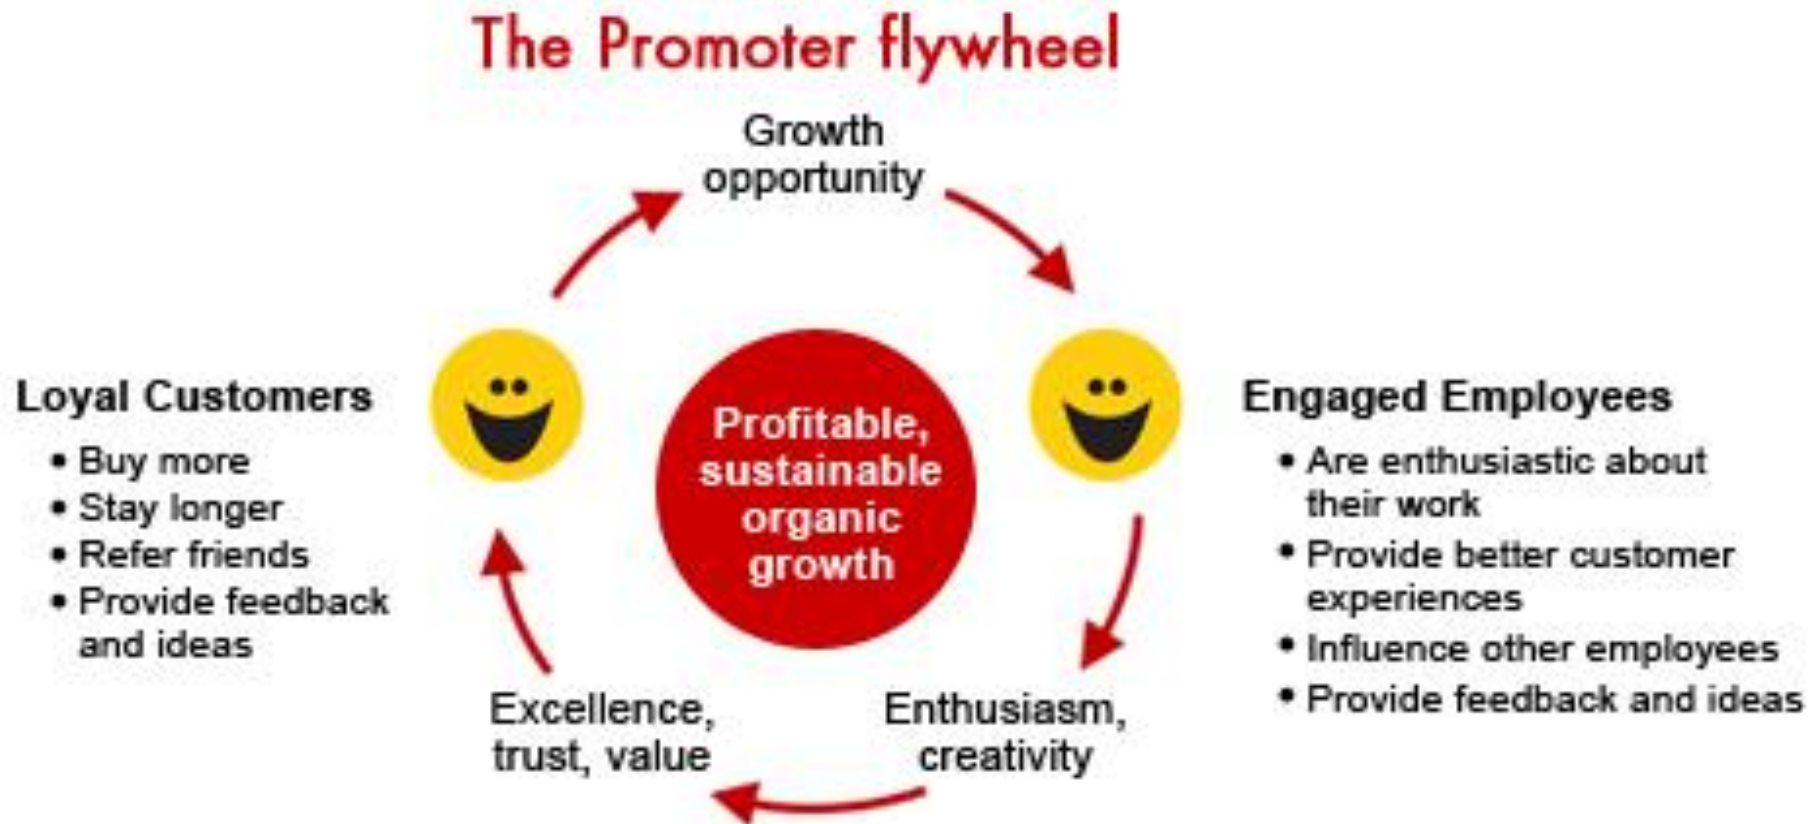 The Promoter flywheel
Growth
opportunity
Loyal Customers
• Buy more
• Stay longer
• Refer friends
• Provide feedback
and ideas
Profitable,
sustainable
organic
growth
Engaged Employees
• Are enthusiastic about
their work
• Provide better customer
experiences
• Influence other employees
• Provide feedback and ideas
Excellence,
trust, value
Enthusiasm,
creativity